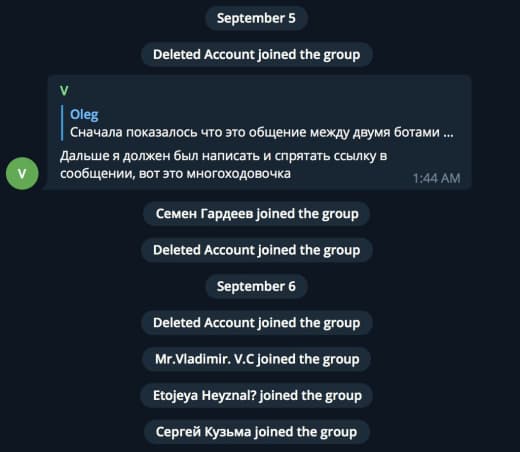 September 5
Deleted Account joined the group
V
Oleg
Сначала показалось что это общение между двумя ботами ...
Дальше я должен был написать и спрятать ссылку в
сообщении, вот это многоходовочка
V
1:44 AM
Семен Гардеев joined the group
Deleted Account joined the group
September 6
Deleted Account joined the group
Mr.Vladimir. V.C joined the group
Etojeya Heyznal? joined the group
Сергей Кузьма joined the group